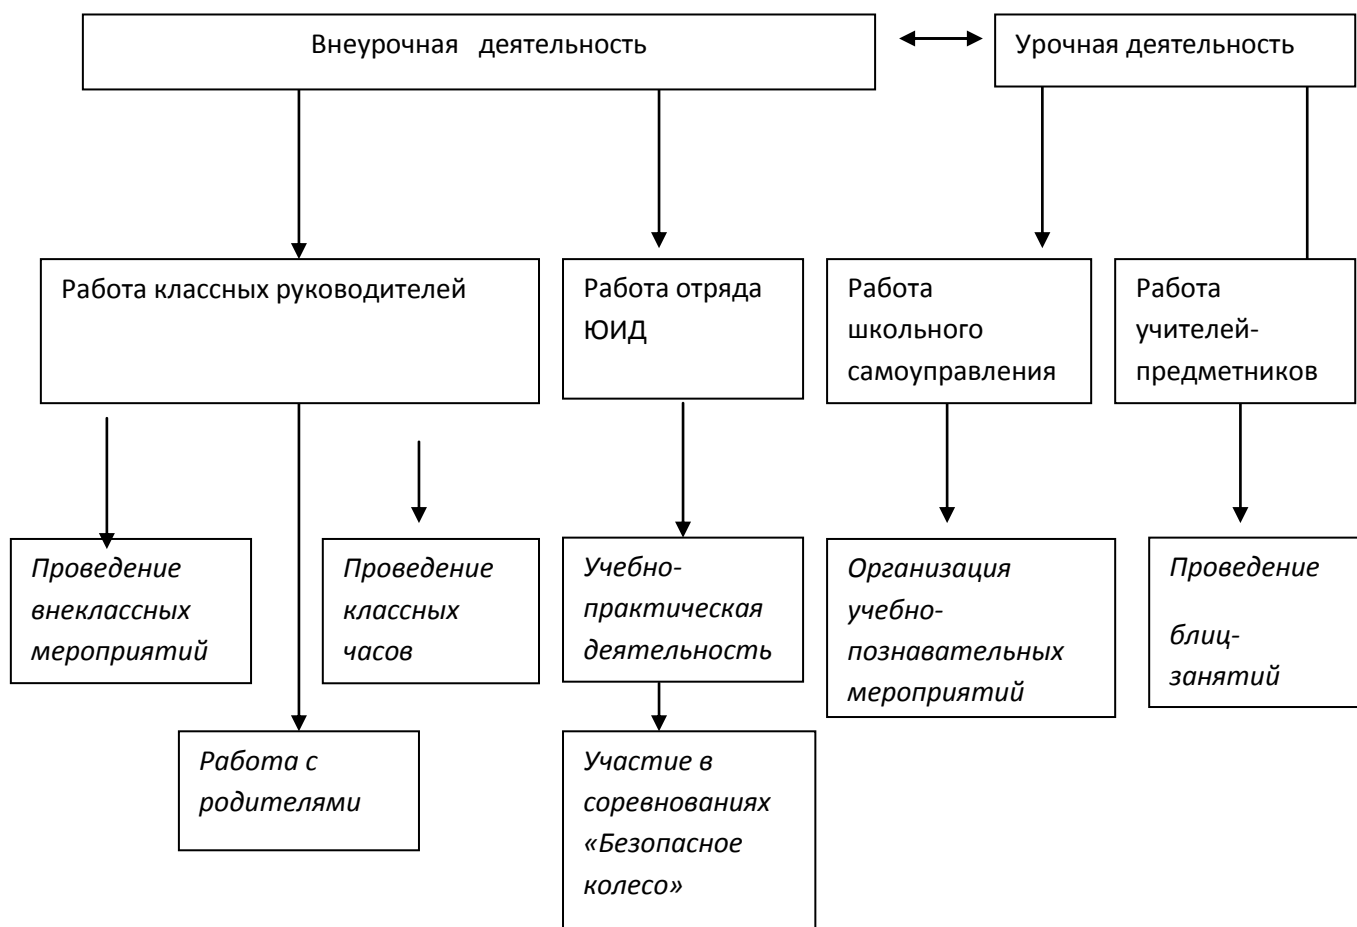 Внеурочная деятельность
Урочная деятельность
Работа классных руководителей
Работа отряда
ЮИД
Работа
школьного
самоуправления
Работа
учителей-
предметников
Проведение
внеклассных
мероприятий
Проведение
классных
часов
Учебно-
практическая
деятельность
Организация
учебно-
познавательных
мероприятий
Проведение
блиц-
занятий
Работа с
родителями
Участие в
соревнованиях
«Безопасное
колесо»